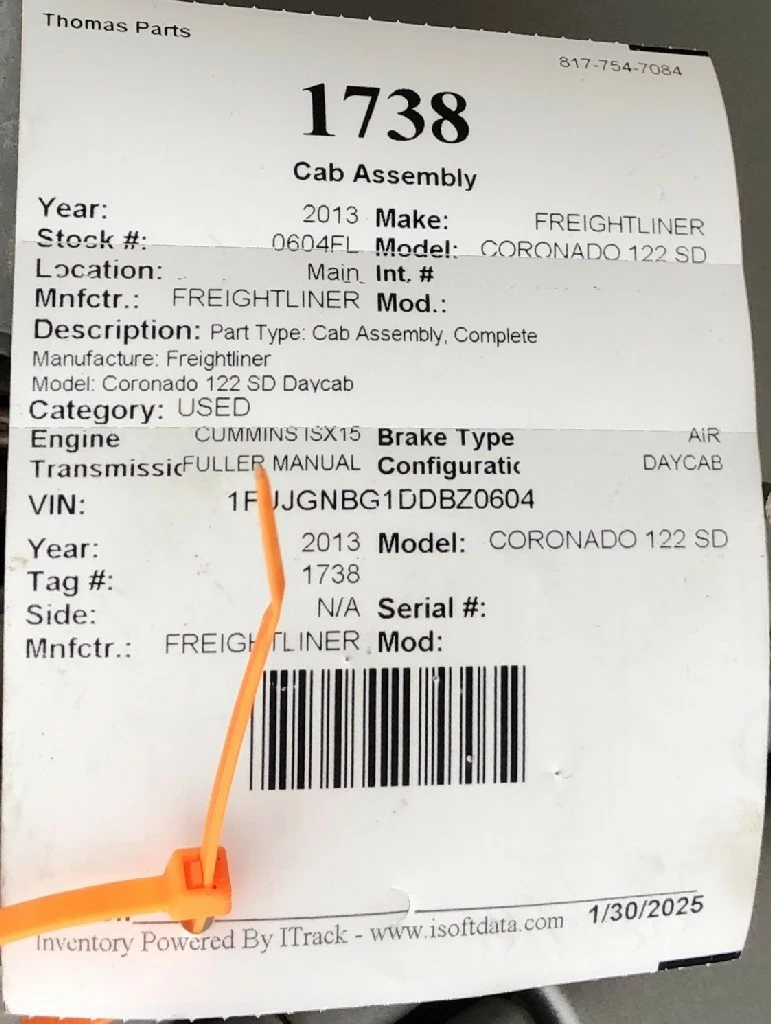 Thomas Parts
817-754-7084
1738
Cab Assembly
Year: 2013 Make: FREIGHTLINER
Stock #: 0604FL Model: CORONADO 122 SD
Location: Main Int. #
Mnfctr.: FREIGHTLINER Mod.:
Description: Part Type: Cab Assembly, Complete
Manufacture: Freightliner
Model: Coronado 122 SD Daycab
Category: USED
Engine CUMMINS ISX15 Brake Type AIR
Transmissic FULLER MANUAL Configuratic DAYCAB
VIN: 1FUJGNBG1DDBZ0604
Year: 2013 Model: CORONADO 122 SD
Tag #: 1738
Side: N/A Serial #:
Mnfctr.: FREIGHTLINER Mod:
Inventory Powered By ITrack - www.isoftdata.com 1/30/2025